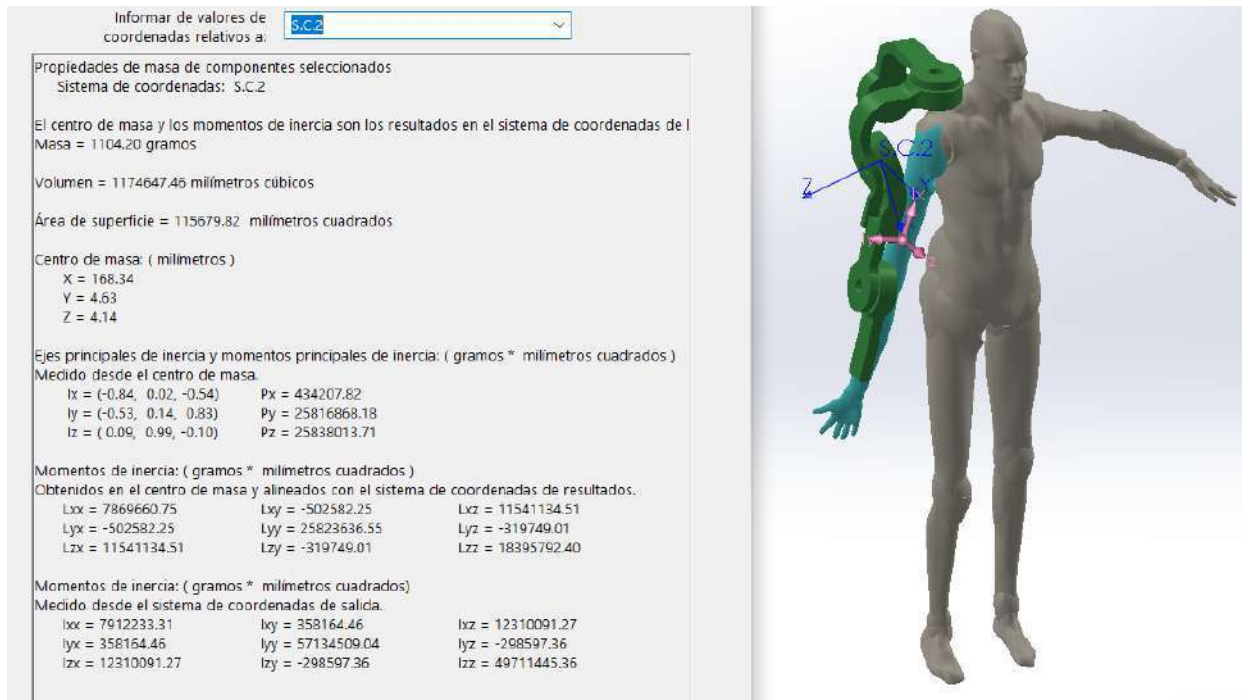 Informar de valores de
coordenadas relativos a:
S.C.2
Propiedades de masa de componentes seleccionados
Sistema de coordenadas: S.C.2
El centro de masa y los momentos de inercia son los resultados en el sistema de coordenadas de l
Masa = 1104.20 gramos
Volumen = 1174647.46 milímetros cúbicos
Área de superficie = 115679.82 milímetros cuadrados
Centro de masa: ( milímetros )
X = 168.34
Y = 4.63
Z = 4.14
Ejes principales de inercia y momentos principales de inercia: ( gramos * milímetros cuadrados )
Medido desde el centro de masa.
Ix = (-0.84, 0.02, -0.54) Px = 434207.82
Iy = (-0.53, 0.14, 0.83) Py = 25816868.18
Iz = ( 0.09, 0.99, -0.10) Pz = 25838013.71
Momentos de inercia: ( gramos * milímetros cuadrados )
Obtenidos en el centro de masa y alineados con el sistema de coordenadas de resultados.
Lxx = 7869660.75 Lxy = -502582.25 Lxz = 11541134.51
Lyx = -502582.25 Lyy = 25823636.55 Lyz = -319749.01
Lzx = 11541134.51 Lzy = -319749.01 Lzz = 18395792.40
Momentos de inercia: ( gramos * milímetros cuadrados)
Medido desde el sistema de coordenadas de salida.
Ixx = 7912233.31 Ixy = 358164.46 Ixz = 12310091.27
Iyx = 358164.46 Iyy = 57134509.04 Iyz = -298597.36
Izx = 12310091.27 Izy = -298597.36 Izz = 49711445.36
S.C.2
Z
Y